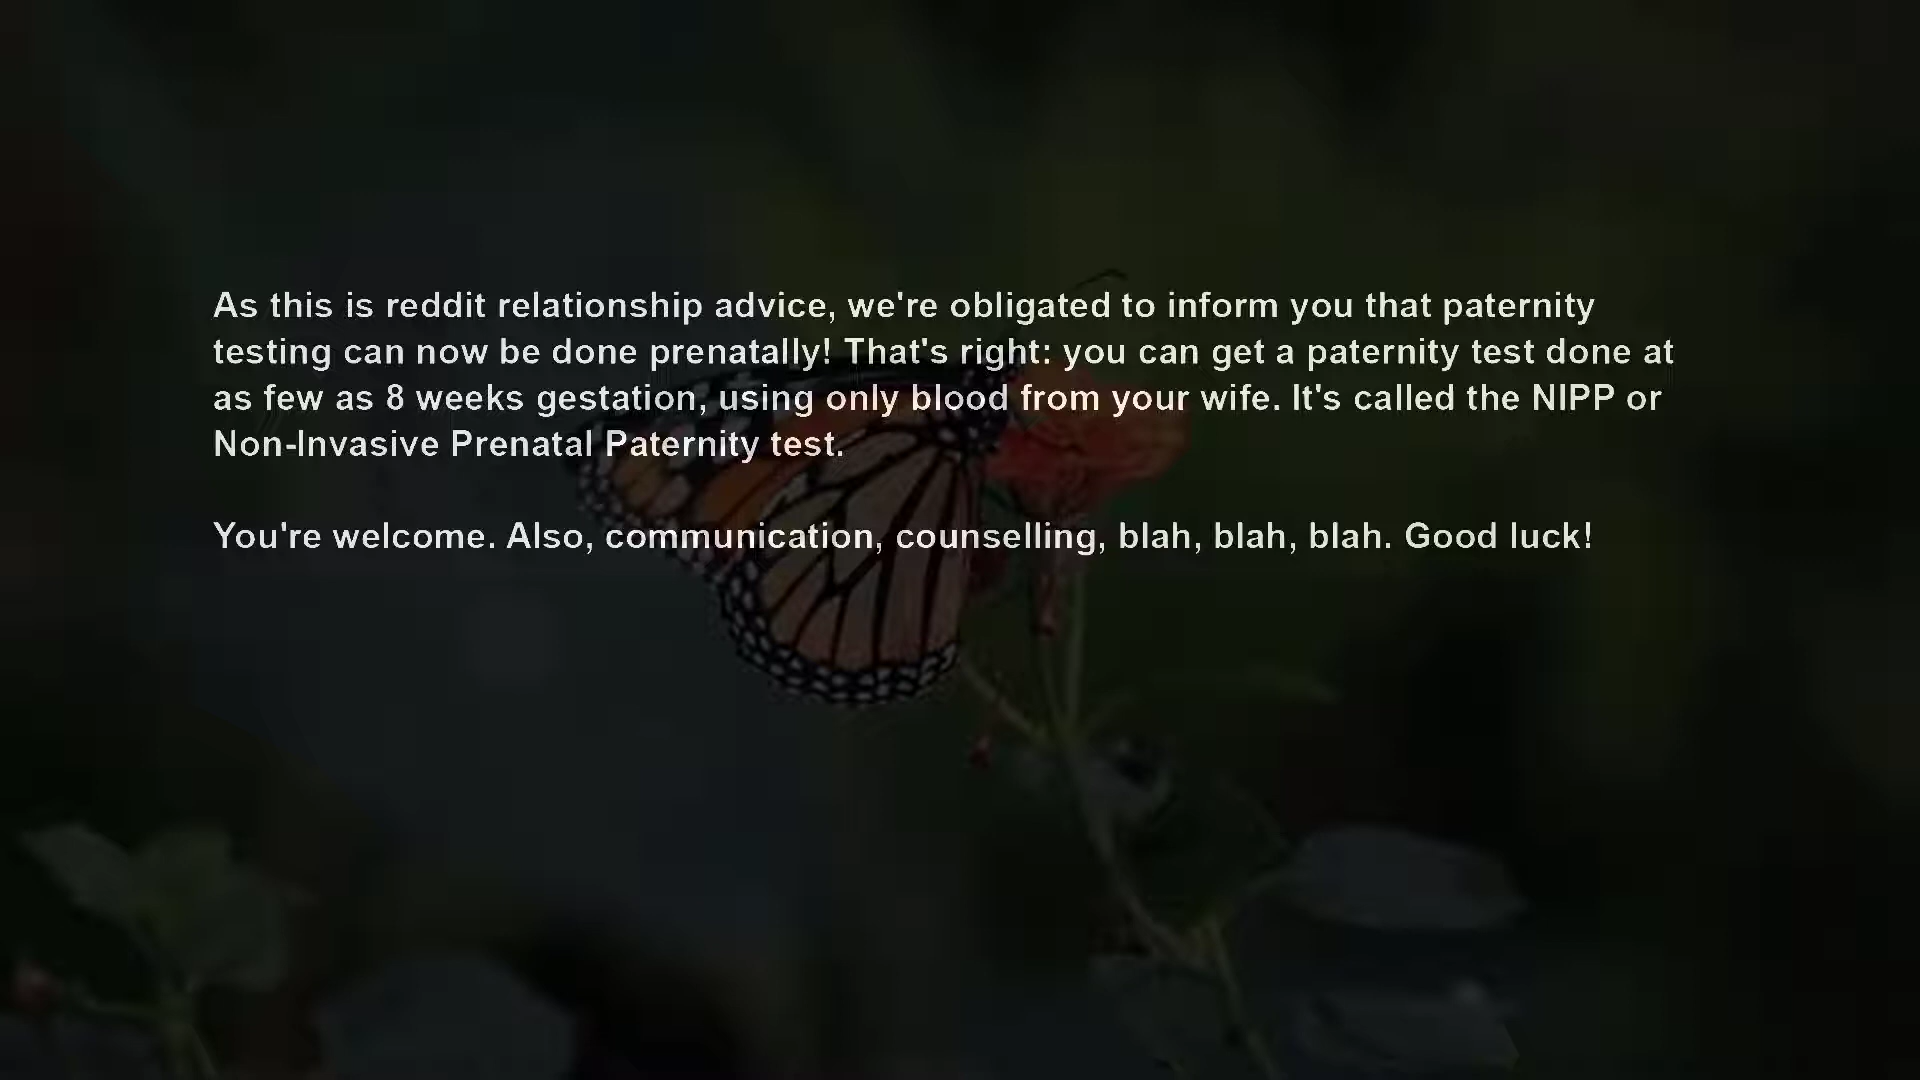 As this is reddit relationship advice, we're obligated to inform you that paternity
testing can now be done prenatally! That's right: you can get a paternity test done at
as few as 8 weeks gestation, using only blood from your wife. It's called the NIPP or
Non-Invasive Prenatal Paternity test.
You're welcome. Also, communication, counselling, blah, blah, blah. Good luck!